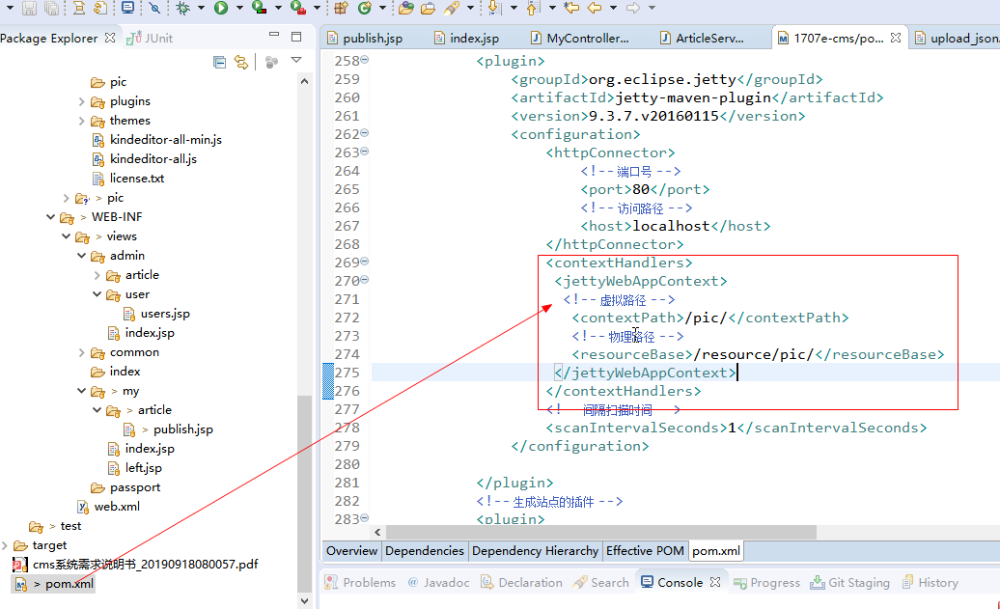 Package Explorer
JUnit
pic
plugins
themes
kindeditor-all-min.js
kindeditor-all.js
license.txt
> pic
> WEB-INF
> views
admin
article
user
users.jsp
index.jsp
common
index
> my
> article
> publish.jsp
index.jsp
left.jsp
passport
web.xml
> test
target
cms系统需求说明书_20190918080057.pdf
> pom.xml
publish.jsp
index.jsp
MyController...
ArticleServ...
1707e-cms/po...
upload_json.
258 <plugin>
259 <groupId>org.eclipse.jetty</groupId>
260 <artifactId>jetty-maven-plugin</artifactId>
261 <version>9.3.7.v20160115</version>
262 <configuration>
263 <httpConnector>
264 <!-- 端口号 -->
265 <port>80</port>
266 <!-- 访问路径 -->
267 <host>localhost</host>
268 </httpConnector>
269 <contextHandlers>
270 <jettyWebAppContext>
271 <!-- 虚拟路径 -->
272 <contextPath>/pic/</contextPath>
273 <!-- 物理路径 -->
274 <resourceBase>/resource/pic/</resourceBase>
275 </jettyWebAppContext>
276 </contextHandlers>
277 <!-- 间隔扫描时间 -->
278 <scanIntervalSeconds>1</scanIntervalSeconds>
279 </configuration>
280
281 </plugin>
282 <!-- 生成站点的插件 -->
283 <plugin>
Overview Dependencies Dependency Hierarchy Effective POM pom.xml
Problems @ Javadoc Declaration Search Console Progress Git Staging History